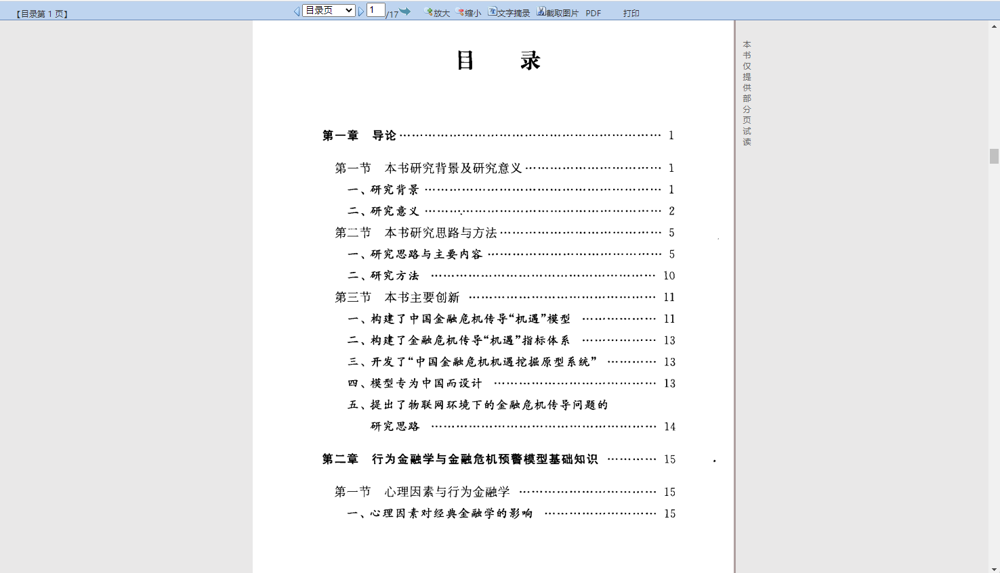 【目录第 1 页】 目录页 1 /17 放大 缩小 文字摘录 截取图片 PDF 打印
目 录
第一章 导论………………………………………………………… 1
第一节 本书研究背景及研究意义…………………………… 1
一、研究背景 ………………………………………………… 1
二、研究意义 ………………………………………………… 2
第二节 本书研究思路与方法………………………………… 5
一、研究思路与主要内容 …………………………………… 5
二、研究方法 ……………………………………………… 10
第三节 本书主要创新 ……………………………………… 11
一、构建了中国金融危机传导“机遇”模型 ……………… 11
二、构建了金融危机传导“机遇”指标体系 ……………… 13
三、开发了“中国金融危机机遇挖掘原型系统” ………… 13
四、模型专为中国而设计 ………………………………… 13
五、提出了物联网环境下的金融危机传导问题的
研究思路 ……………………………………………… 14
第二章 行为金融学与金融危机预警模型基础知识 ………… 15
第一节 心理因素与行为金融学 …………………………… 15
一、心理因素对经典金融学的影响 ……………………… 15
本书仅提供部分页试读